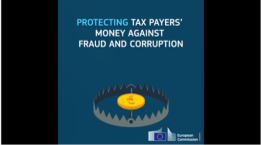 PROTECTING TAX PAYERS'
MONEY AGAINST
FRAUD AND CORRUPTION
European
Commission